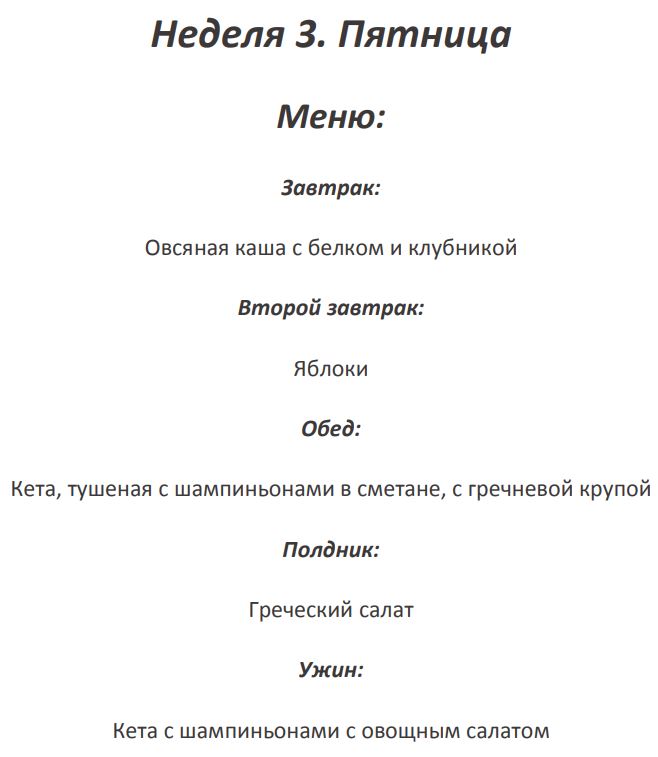 Неделя 3. Пятница
Меню:
Завтрак:
Овсяная каша с белком и клубникой
Второй завтрак:
Яблоки
Обед:
Кета, тушеная с шампиньонами в сметане, с гречневой крупой
Полдник:
Греческий салат
Ужин:
Кета с шампиньонами с овощным салатом